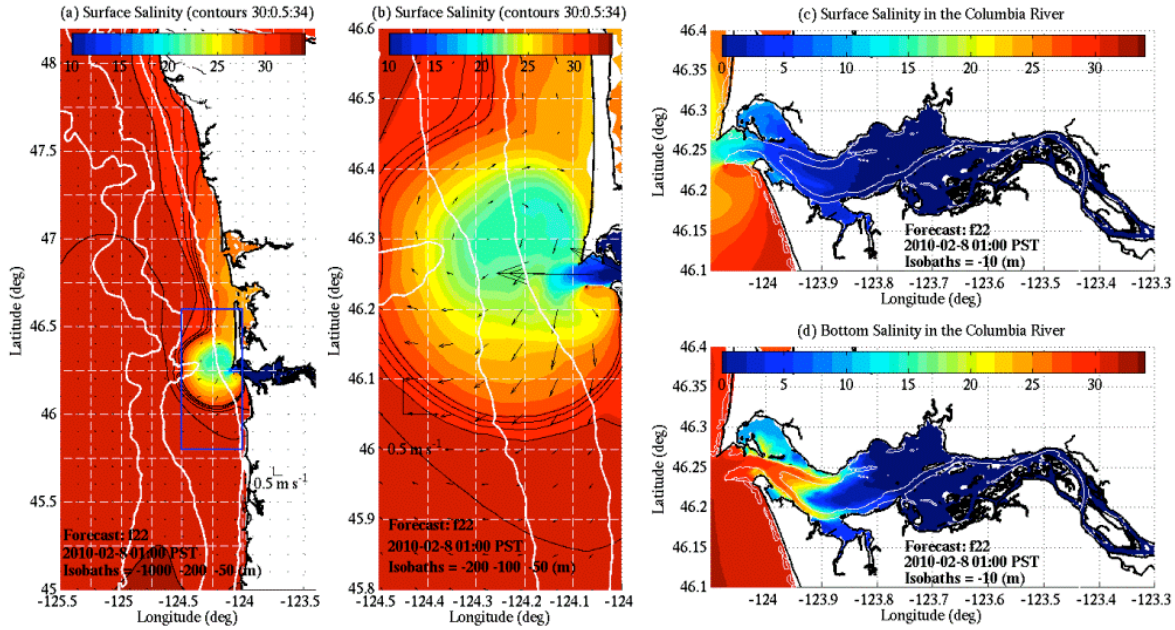 (a) Surface Salinity (contours 30:0.5:34)
10 15 20 25 30
48
47.5
47
46.5
46
45.5
45
Latitude (deg)
0.5 m s⁻¹
Forecast: f22
2010-02-8 01:00 PST
Isobaths = -1000 -200 -50 (m)
-125.5 -125 -124.5 -124 -123.5
Longitude (deg)
(b) Surface Salinity (contours 30:0.5:34)
10 15 20 25 30
46.6
46.5
46.4
46.3
46.2
46.1
46
45.9
45.8
Latitude (deg)
0.5 m s⁻¹
Forecast: f22
2010-02-8 01:00 PST
Isobaths = -200 -100 -50 (m)
-124.5 -124.4 -124.3 -124.2 -124.1 -124
Longitude (deg)
(c) Surface Salinity in the Columbia River
0 5 10 15 20 25 30
46.4
46.35
46.3
46.25
46.2
46.15
46.1
Latitude (deg)
Forecast: f22
2010-02-8 01:00 PST
Isobaths = -10 (m)
-124 -123.9 -123.8 -123.7 -123.6 -123.5 -123.4 -123.3
Longitude (deg)
(d) Bottom Salinity in the Columbia River
0 5 10 15 20 25 30
46.4
46.35
46.3
46.25
46.2
46.15
46.1
Latitude (deg)
Forecast: f22
2010-02-8 01:00 PST
Isobaths = -10 (m)
-124 -123.9 -123.8 -123.7 -123.6 -123.5 -123.4 -123.3
Longitude (deg)